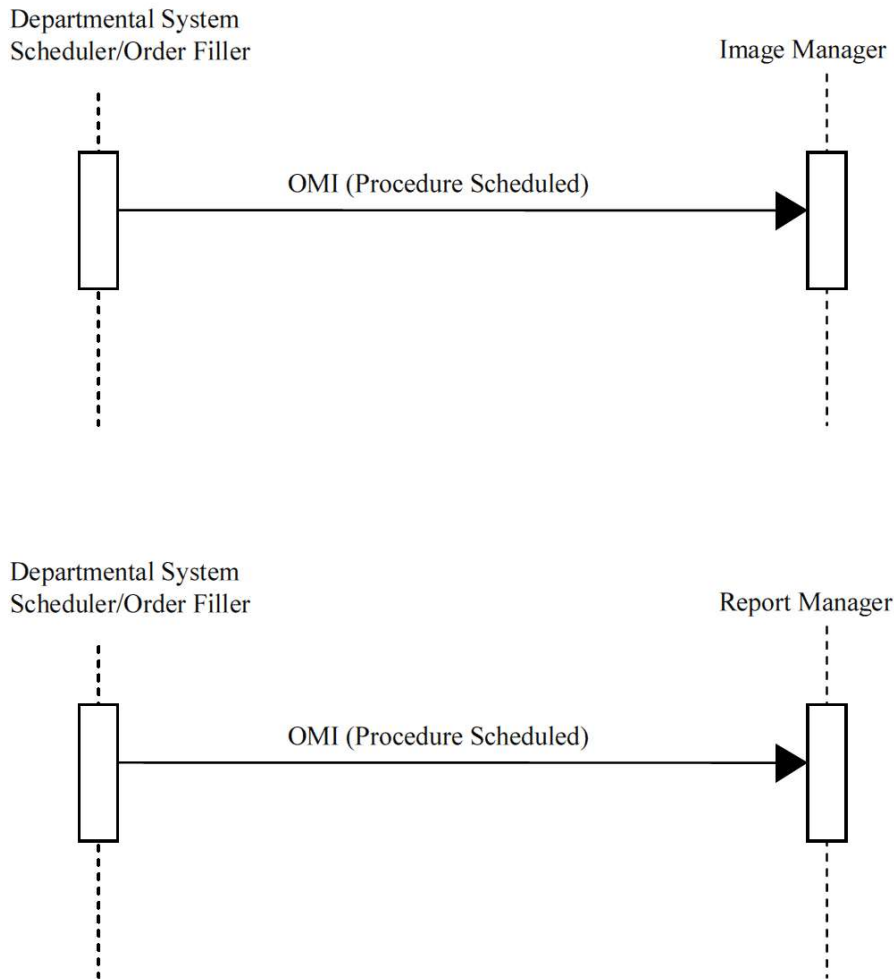 Departmental System
Scheduler/Order Filler
Image Manager
OMI (Procedure Scheduled)
Departmental System
Scheduler/Order Filler
Report Manager
OMI (Procedure Scheduled)